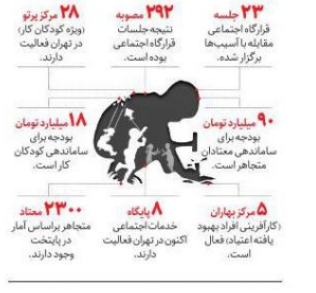 ۲۳ جلسه
قرارگاه اجتماعی
مقابله با آسیب‌ها
برگزار شده.
۲۹۲ مصوبه
نتیجه جلسات
قرارگاه اجتماعی
بوده است.
۲۸ مرکز پرتو
(ویژه کودکان کار)
در تهران فعالیت
دارند.
۹۰ میلیارد تومان
بودجه برای
ساماندهی معتادان
متجاهر است.
۱۸ میلیارد تومان
بودجه برای
ساماندهی کودکان
کار است.
۵ مرکز بهاران
(کارآفرینی افراد بهبود
یافته اعتیاد) فعال
است.
۸ پایگاه
خدمات اجتماعی
اکنون در تهران فعالیت
دارند.
۲۳۰۰ معتاد
متجاهر براساس آمار
در پایتخت
وجود دارند.